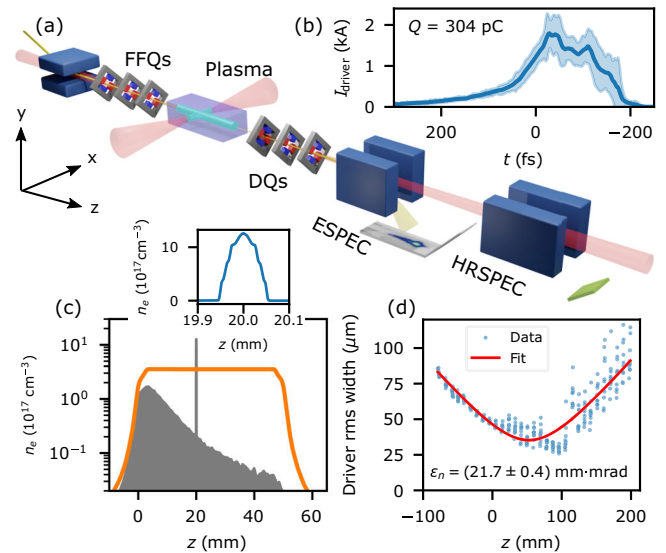 (a)
FFQs
Plasma
DQs
ESPEC
HRSPEC
y
x
z
(b)
Q = 304 pC
I_driver (kA)
2
1
0
200
0
−200
t (fs)
n_e (10^17 cm^−3)
10
0
19.9
20.0
20.1
z (mm)
(c)
n_e (10^17 cm^−3)
10^1
10^0
10^−1
0
20
40
60
z (mm)
(d)
Data
Fit
Driver rms width (μm)
100
75
50
25
0
ε_n = (21.7 ± 0.4) mm·mrad
−100
0
100
200
z (mm)